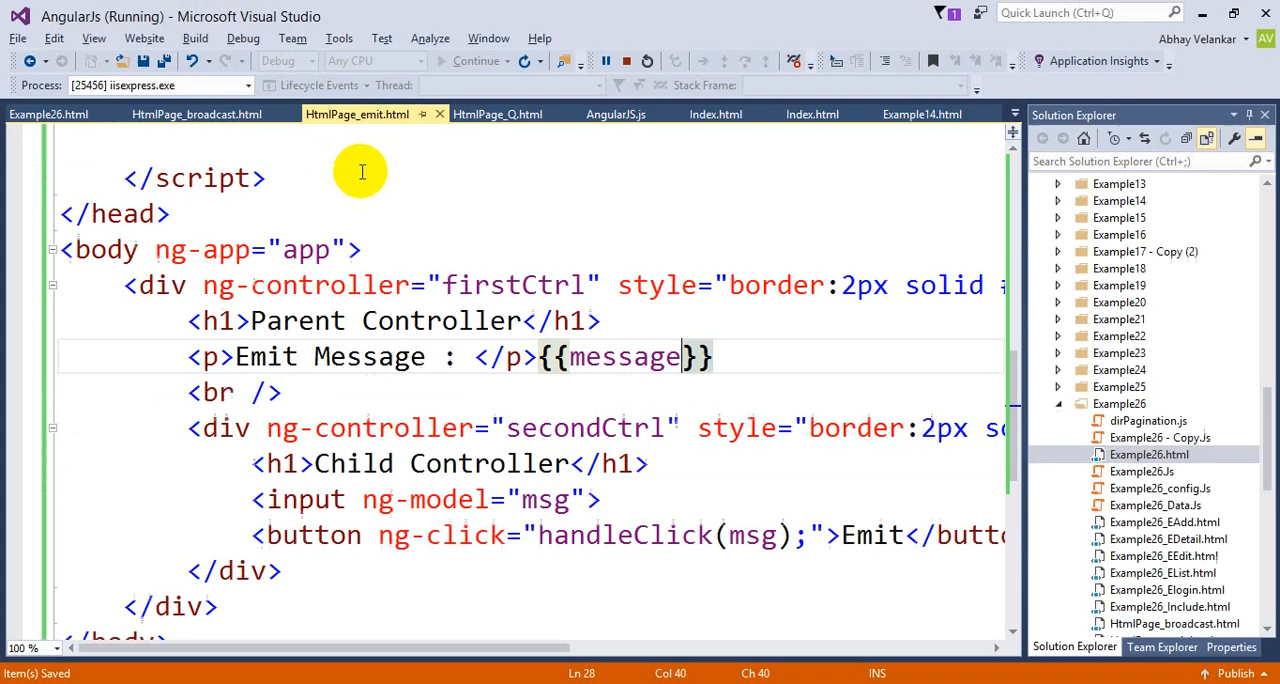 AngularJs (Running) - Microsoft Visual Studio
1
Quick Launch (Ctrl+Q)
File Edit View Website Build Debug Team Tools Test Analyze Window Help
Abhay Velankar
AV
Debug Any CPU Continue Application Insights
Process: [25456] iisexpress.exe Lifecycle Events Thread: Stack Frame:
Example26.html HtmlPage_broadcast.html HtmlPage_emit.html HtmlPage_Q.html AngularJS.js Index.html Index.html Example14.html
</script>
</head>
<body ng-app="app">
<div ng-controller="firstCtrl" style="border:2px solid
<h1>Parent Controller</h1>
<p>Emit Message : </p>{{message}}
<br />
<div ng-controller="secondCtrl" style="border:2px so
<h1>Child Controller</h1>
<input ng-model="msg">
<button ng-click="handleClick(msg);">Emit</butto
</div>
</div>
</body>
100 %
Solution Explorer
Search Solution Explorer (Ctrl+;)
Example13
Example14
Example15
Example16
Example17 - Copy (2)
Example18
Example19
Example20
Example21
Example22
Example23
Example24
Example25
Example26
dirPagination.js
Example26 - Copy.Js
Example26.html
Example26.Js
Example26_config.Js
Example26_Data.Js
Example26_EAdd.html
Example26_EDetail.html
Example26_EEdit.html
Example26_EList.html
Example26_Elogin.html
Example26_Include.html
HtmlPage_broadcast.html
Solution Explorer Team Explorer Properties
Item(s) Saved Ln 28 Col 40 Ch 40 INS Publish